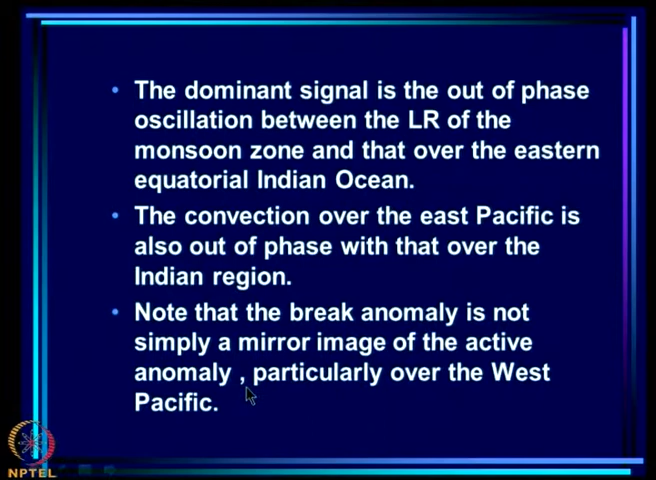 • The dominant signal is the out of phase
oscillation between the LR of the
monsoon zone and that over the eastern
equatorial Indian Ocean.
• The convection over the east Pacific is
also out of phase with that over the
Indian region.
• Note that the break anomaly is not
simply a mirror image of the active
anomaly , particularly over the West
Pacific.
NPTEL